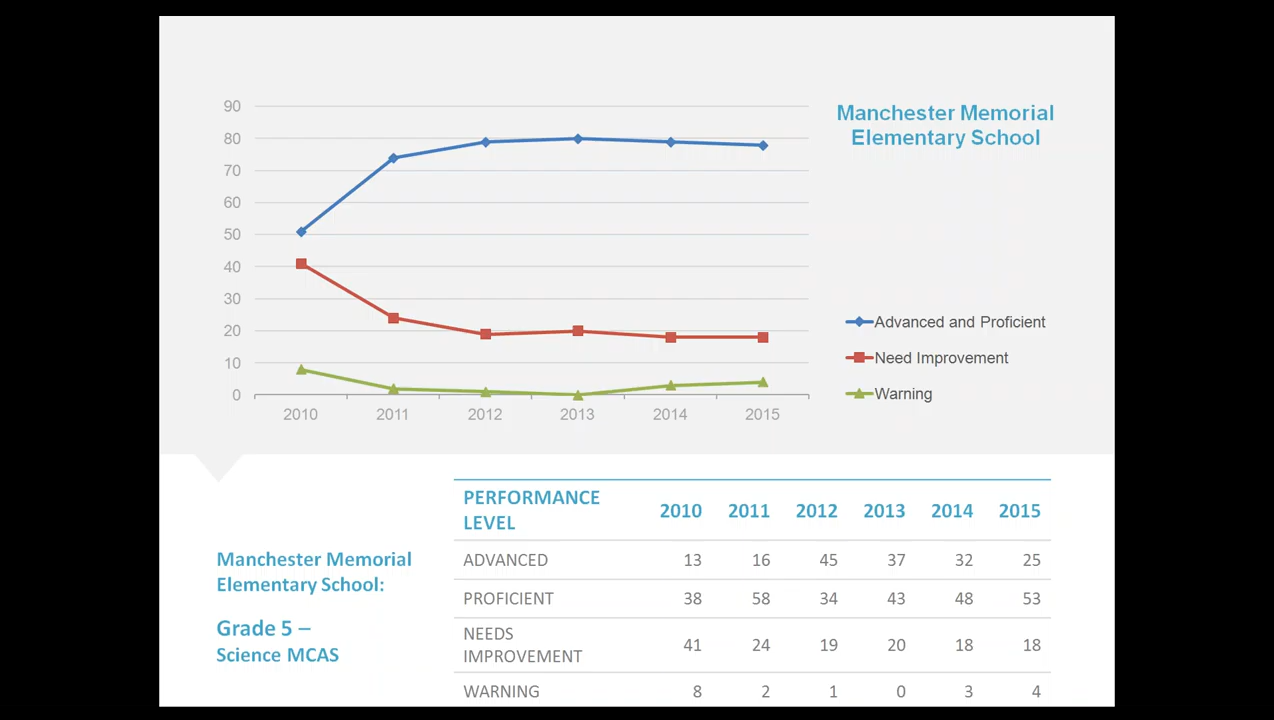 Manchester Memorial
Elementary School
90
80
70
60
50
40
30
20
10
0
2010 2011 2012 2013 2014 2015
Advanced and Proficient
Need Improvement
Warning
Manchester Memorial
Elementary School:
Grade 5 –
Science MCAS
PERFORMANCE
LEVEL 2010 2011 2012 2013 2014 2015
ADVANCED 13 16 45 37 32 25
PROFICIENT 38 58 34 43 48 53
NEEDS
IMPROVEMENT 41 24 19 20 18 18
WARNING 8 2 1 0 3 4